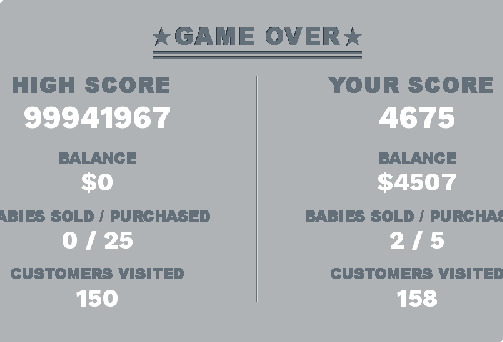 ★GAME OVER★
HIGH SCORE
99941967
BALANCE
$0
ABIES SOLD / PURCHASED
0 / 25
CUSTOMERS VISITED
150
YOUR SCORE
4675
BALANCE
$4507
BABIES SOLD / PURCHAS
2 / 5
CUSTOMERS VISITED
158